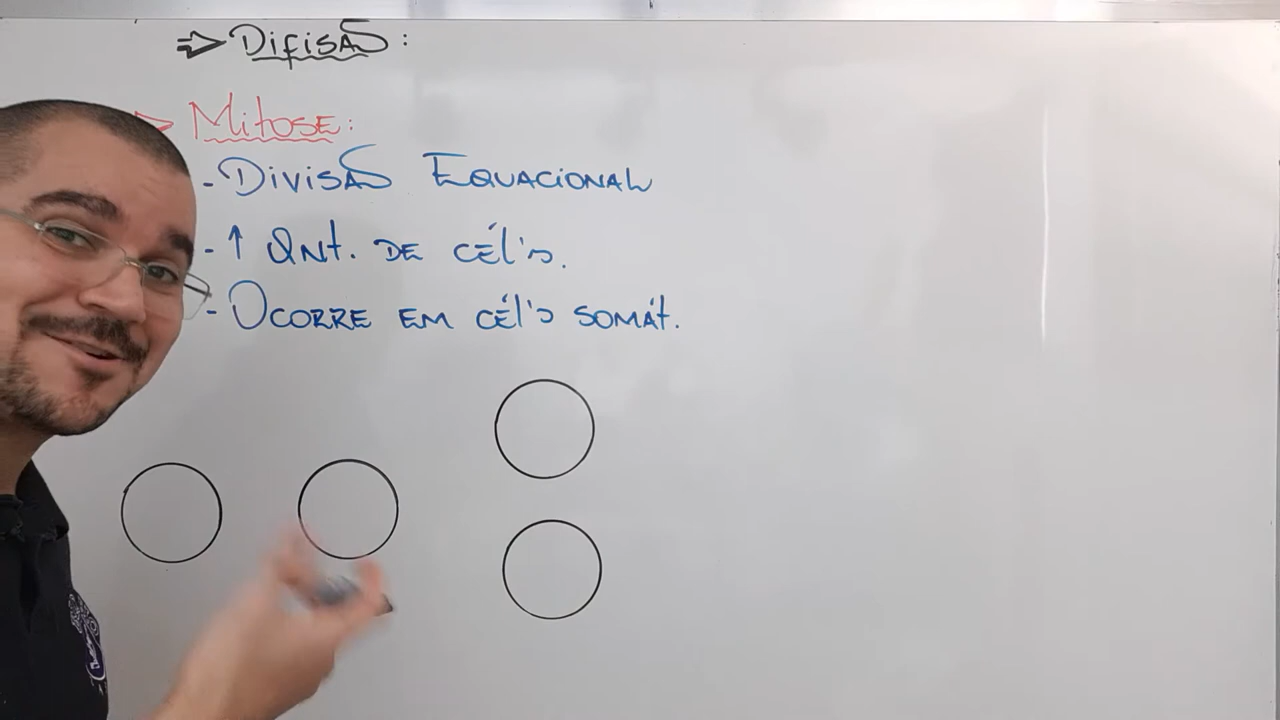 ⇒ Difisão:
> Mitose:
- Divisão Equacional
- ↑ Qnt. de cél's.
- Ocorre em cél's somát.